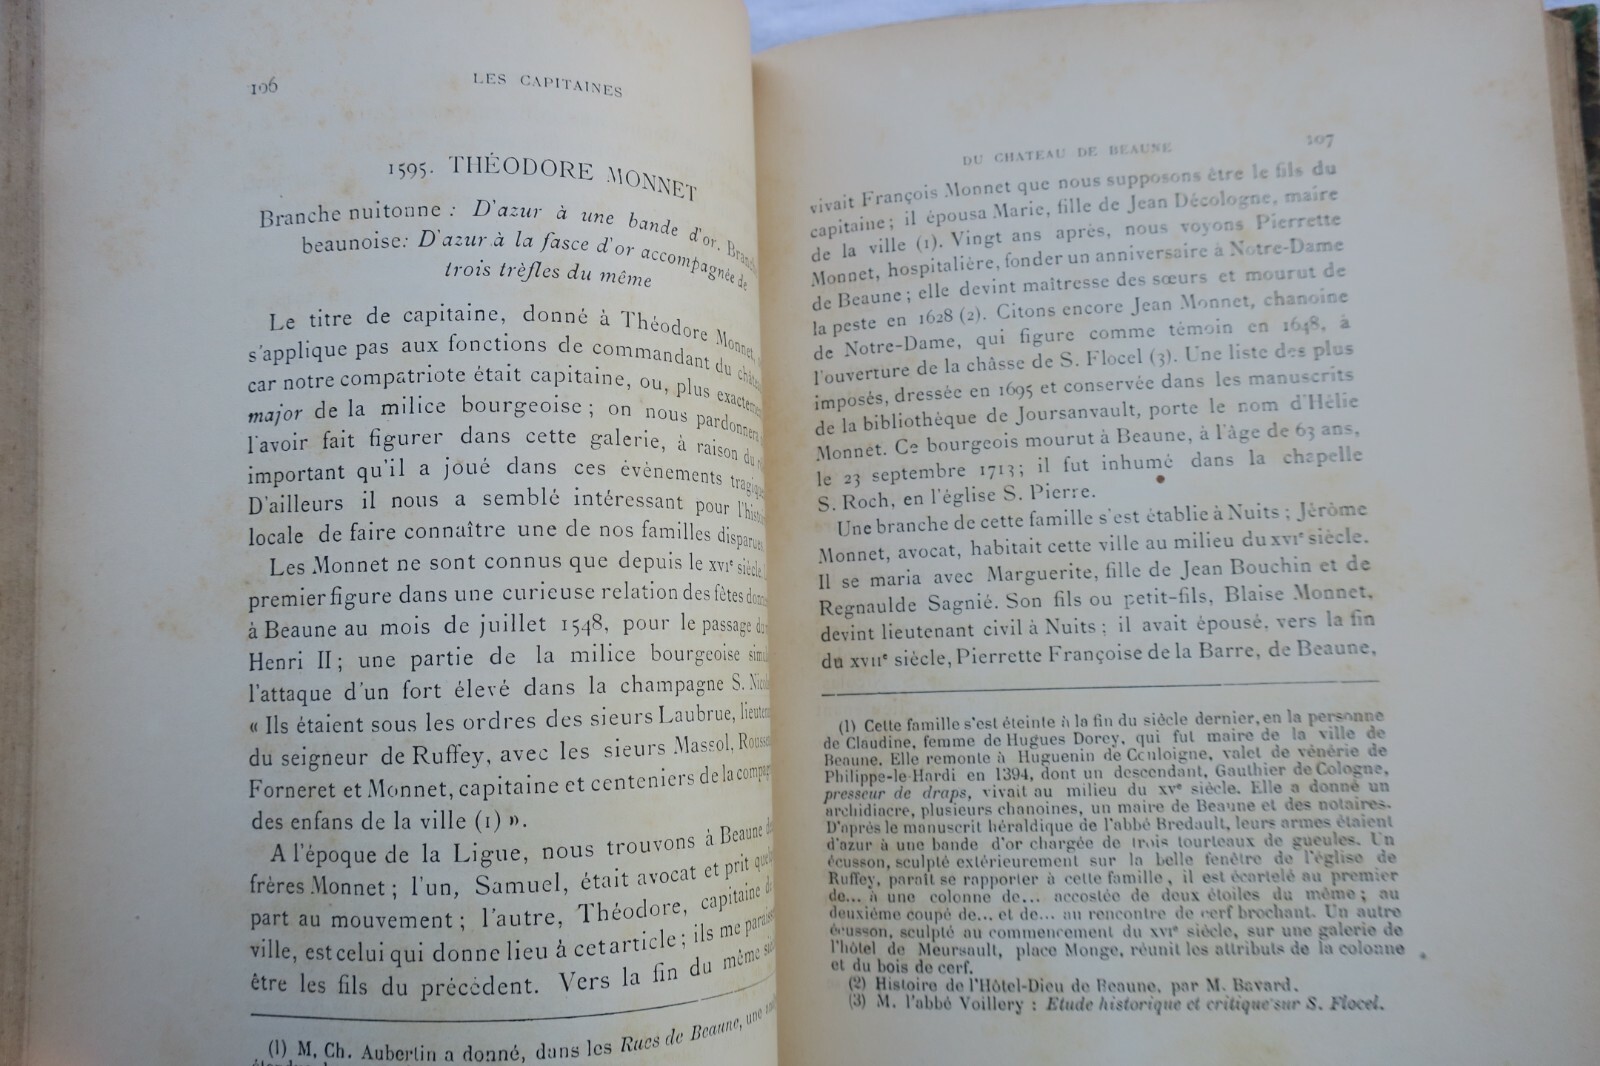 106
LES CAPITAINES
1595. THÉODORE MONNET
Branche nuitonne : D'azur à une bande d'or. Branche
beaunoise: D'azur à la fasce d'or accompagnée de
trois trèfles du même
Le titre de capitaine, donné à Théodore Monnet,
s'applique pas aux fonctions de commandant du
car notre compatriote était capitaine, ou, plus exactement
major de la milice bourgeoise ; on nous pardonnera
l'avoir fait figurer dans cette galerie, à raison du
important qu'il a joué dans ces évènements
D'ailleurs il nous a semblé intéressant pour
locale de faire connaître une de nos familles disparues.
Les Monnet ne sont connus que depuis le XVIe siècle.
premier figure dans une curieuse relation des fêtes
à Beaune au mois de juillet 1548, pour le passage
Henri II ; une partie de la milice bourgeoise
l'attaque d'un fort élevé dans la champagne S.
« Ils étaient sous les ordres des sieurs Laubrue,
du seigneur de Ruffey, avec les sieurs Massol,
Forneret et Monnet, capitaine et centeniers de la
des enfans de la ville (1) ».
A l'époque de la Ligue, nous trouvons à Beaune
frères Monnet ; l'un, Samuel, était avocat et prit
part au mouvement ; l'autre, Théodore, capitaine
ville, est celui qui donne lieu à cet article ; ils me
être les fils du précédent. Vers la fin du même
(1) M. Ch. Aubertin a donné, dans les Rues de Beaune, une
DU CHATEAU DE BEAUNE
107
vivait François Monnet que nous supposons être le fils du
capitaine ; il épousa Marie, fille de Jean Décologne, maire
de la ville (1). Vingt ans après, nous voyons Pierrette
Monnet, hospitalière, fonder un anniversaire à Notre-Dame
de Beaune ; elle devint maîtresse des sœurs et mourut de
la peste en 1628 (2). Citons encore Jean Monnet, chanoine
de Notre-Dame, qui figure comme témoin en 1648, à
l'ouverture de la châsse de S. Flocel (3). Une liste des plus
imposés, dressée en 1695 et conservée dans les manuscrits
de la bibliothèque de Joursanvault, porte le nom d'Hélie
Monnet. Ce bourgeois mourut à Beaune, à l'âge de 63 ans,
le 23 septembre 1713 ; il fut inhumé dans la chapelle
S. Roch, en l'église S. Pierre.
Une branche de cette famille s'est établie à Nuits ; Jérôme
Monnet, avocat, habitait cette ville au milieu du XVIe siècle.
Il se maria avec Marguerite, fille de Jean Bouchin et de
Regnaulde Sagnié. Son fils ou petit-fils, Blaise Monnet,
devint lieutenant civil à Nuits ; il avait épousé, vers la fin
du XVIIe siècle, Pierrette Françoise de la Barre, de Beaune,
(1) Cette famille s'est éteinte à la fin du siècle dernier, en la personne
de Claudine, femme de Hugues Dorey, qui fut maire de la ville de
Beaune. Elle remonte à Huguenin de Couloigne, valet de vénerie de
Philippe-le-Hardi en 1394, dont un descendant, Gauthier de Cologne,
presseur de draps, vivait au milieu du XVe siècle. Elle a donné un
archidiacre, plusieurs chanoines, un maire de Beaune et des notaires.
D'après le manuscrit héraldique de l'abbé Bredault, leurs armes étaient
d'azur à une bande d'or chargée de trois tourteaux de gueules. Un
écusson, sculpté extérieurement sur la belle fenêtre de l'église de
Ruffey, paraît se rapporter à cette famille, il est écartelé au premier
de... à une colonne de... accostée de deux étoiles du même ; au
deuxième coupé de... et de... au rencontre de cerf brochant. Un autre
écusson, sculpté au commencement du XVIe siècle, sur une galerie de
l'hôtel de Meursault, place Monge, réunit les attributs de la colonne
et du bois de cerf.
(2) Histoire de l'Hôtel-Dieu de Beaune, par M. Bavard.
(3) M. l'abbé Voillery : Etude historique et critique sur S. Flocel.